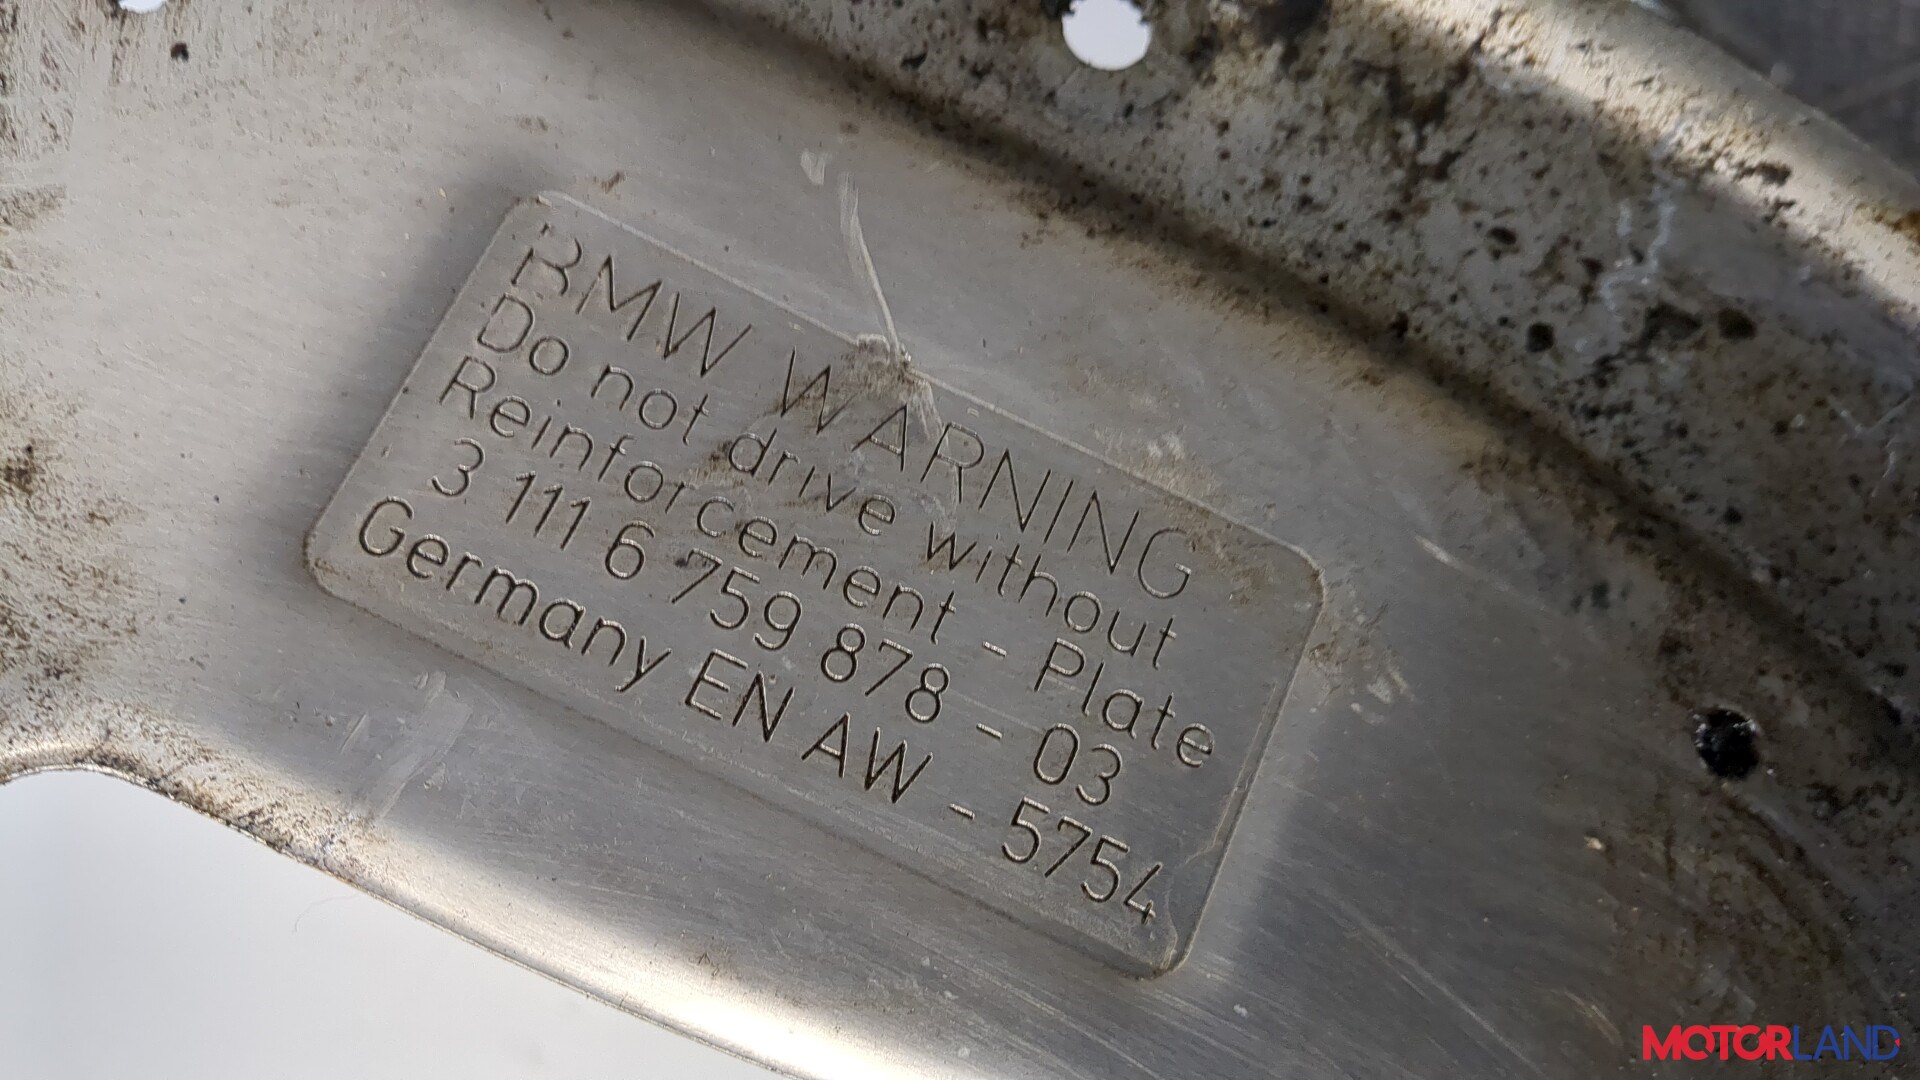 BMW WARNING
Do not drive without
Reinforcement - Plate
3 111 6 759 878 - 03
Germany EN AW - 5754
MOTORLAND